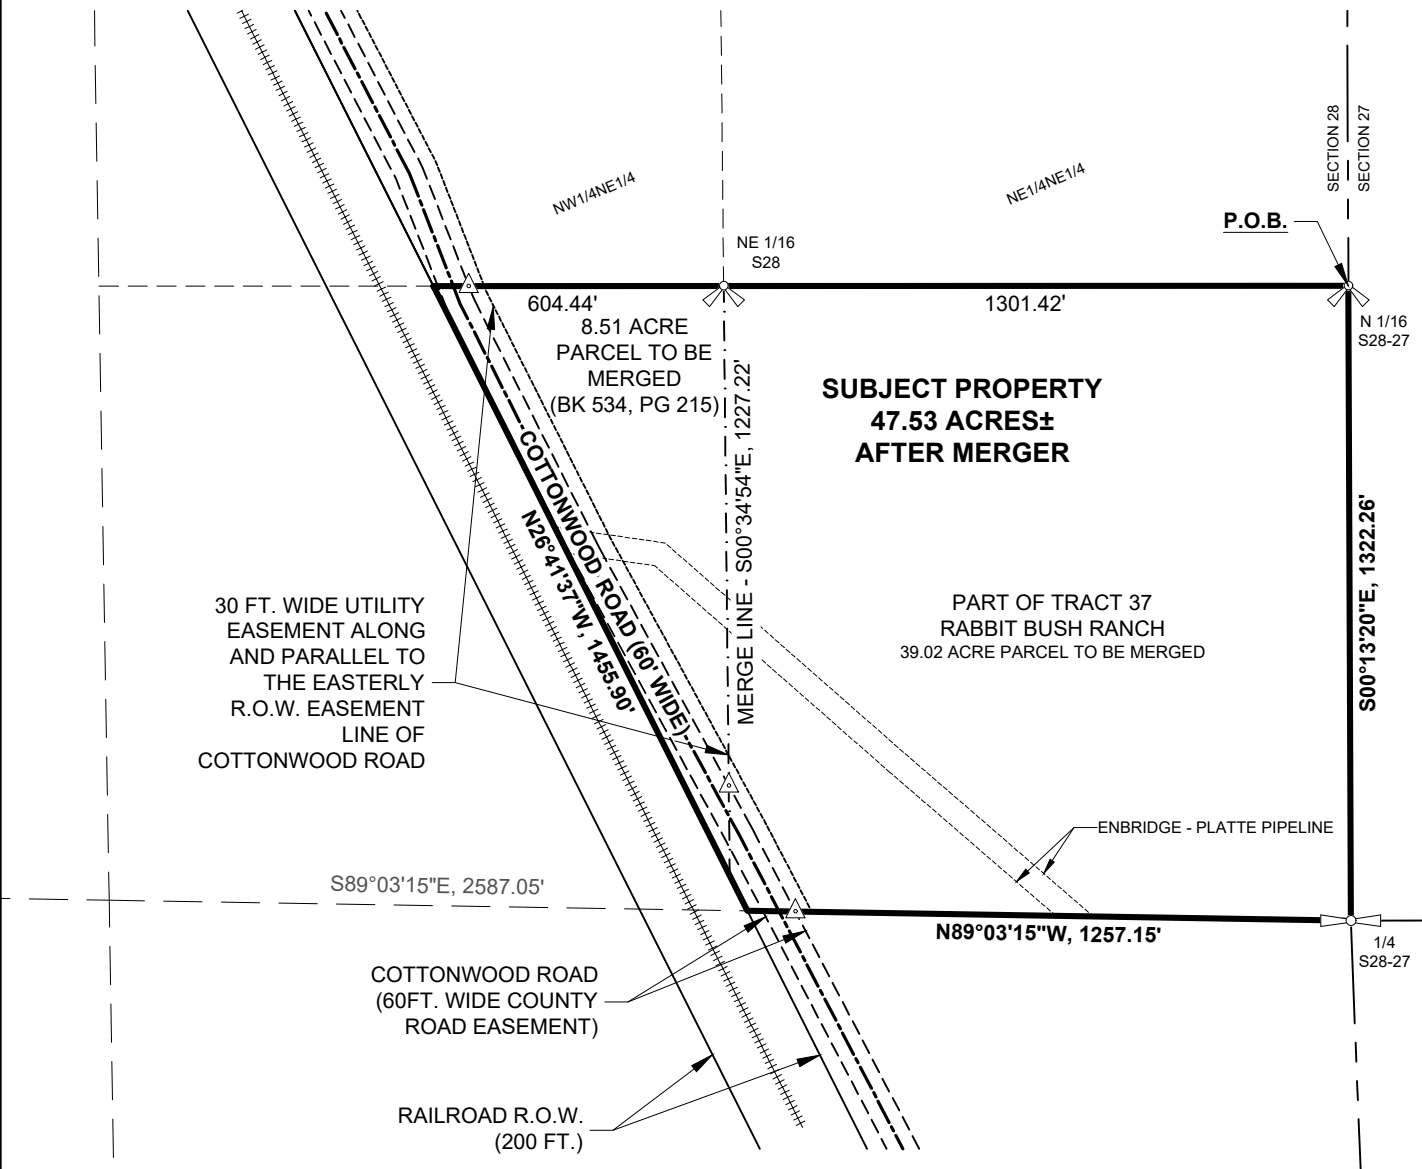 SECTION 28
SECTION 27
NW1/4NE1/4
NE1/4NE1/4
P.O.B.
NE 1/16
S28
604.44'
1301.42'
N 1/16
S28-27
8.51 ACRE
PARCEL TO BE
MERGED
(BK 534, PG 215)
SUBJECT PROPERTY
47.53 ACRES±
AFTER MERGER
MERGE LINE - S00°34'54"E, 1227.22'
COTTONWOOD ROAD (60' WIDE)
N26°41'37"W, 1455.90'
S00°13'20"E, 1322.26'
30 FT. WIDE UTILITY
EASEMENT ALONG
AND PARALLEL TO
THE EASTERLY
R.O.W. EASEMENT
LINE OF
COTTONWOOD ROAD
PART OF TRACT 37
RABBIT BUSH RANCH
39.02 ACRE PARCEL TO BE MERGED
ENBRIDGE - PLATTE PIPELINE
S89°03'15"E, 2587.05'
N89°03'15"W, 1257.15'
1/4
S28-27
COTTONWOOD ROAD
(60FT. WIDE COUNTY
ROAD EASEMENT)
RAILROAD R.O.W.
(200 FT.)